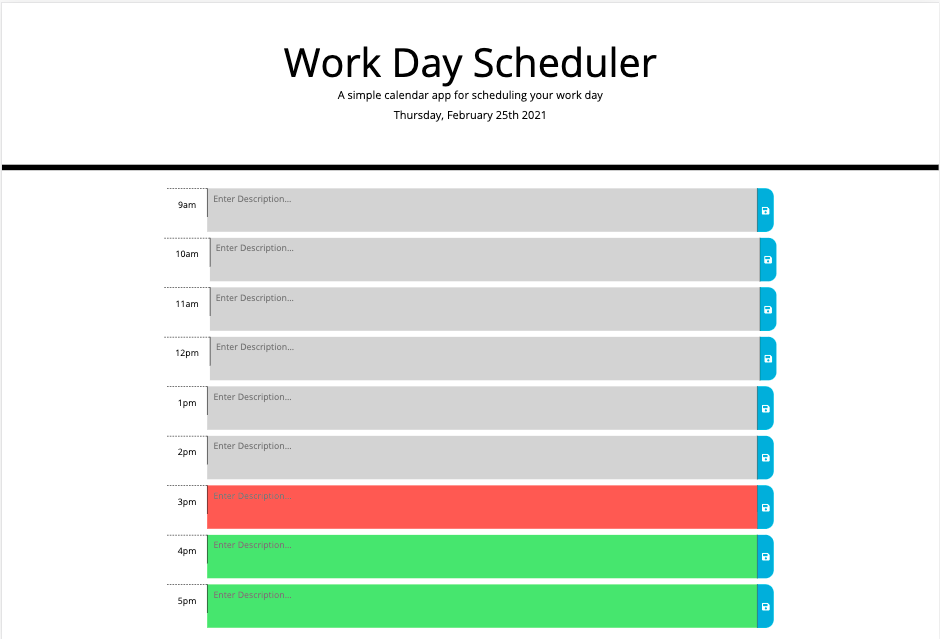 Work Day Scheduler
A simple calendar app for scheduling your work day
Thursday, February 25th 2021
9am Enter Description...
10am Enter Description...
11am Enter Description...
12pm Enter Description...
1pm Enter Description...
2pm Enter Description...
3pm Enter Description...
4pm Enter Description...
5pm Enter Description...